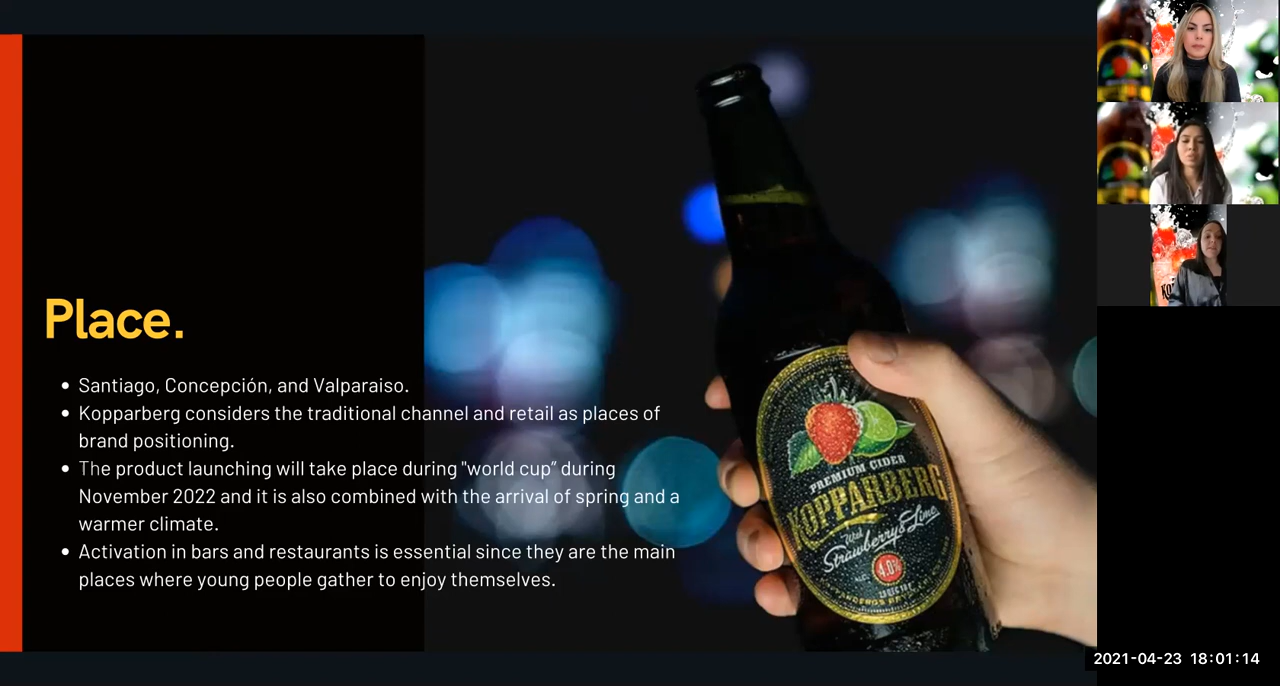 Place.
Santiago, Concepción, and Valparaiso.
Kopparberg considers the traditional channel and retail as places of
brand positioning.
The product launching will take place during "world cup" during
November 2022 and it is also combined with the arrival of spring and a
warmer climate.
Activation in bars and restaurants is essential since they are the main
places where young people gather to enjoy themselves.
PREMIUM CIDER
KOPPARBERG
With
Strawberry & Lime
ALC.
4.0%
2021-04-23 18:01:14